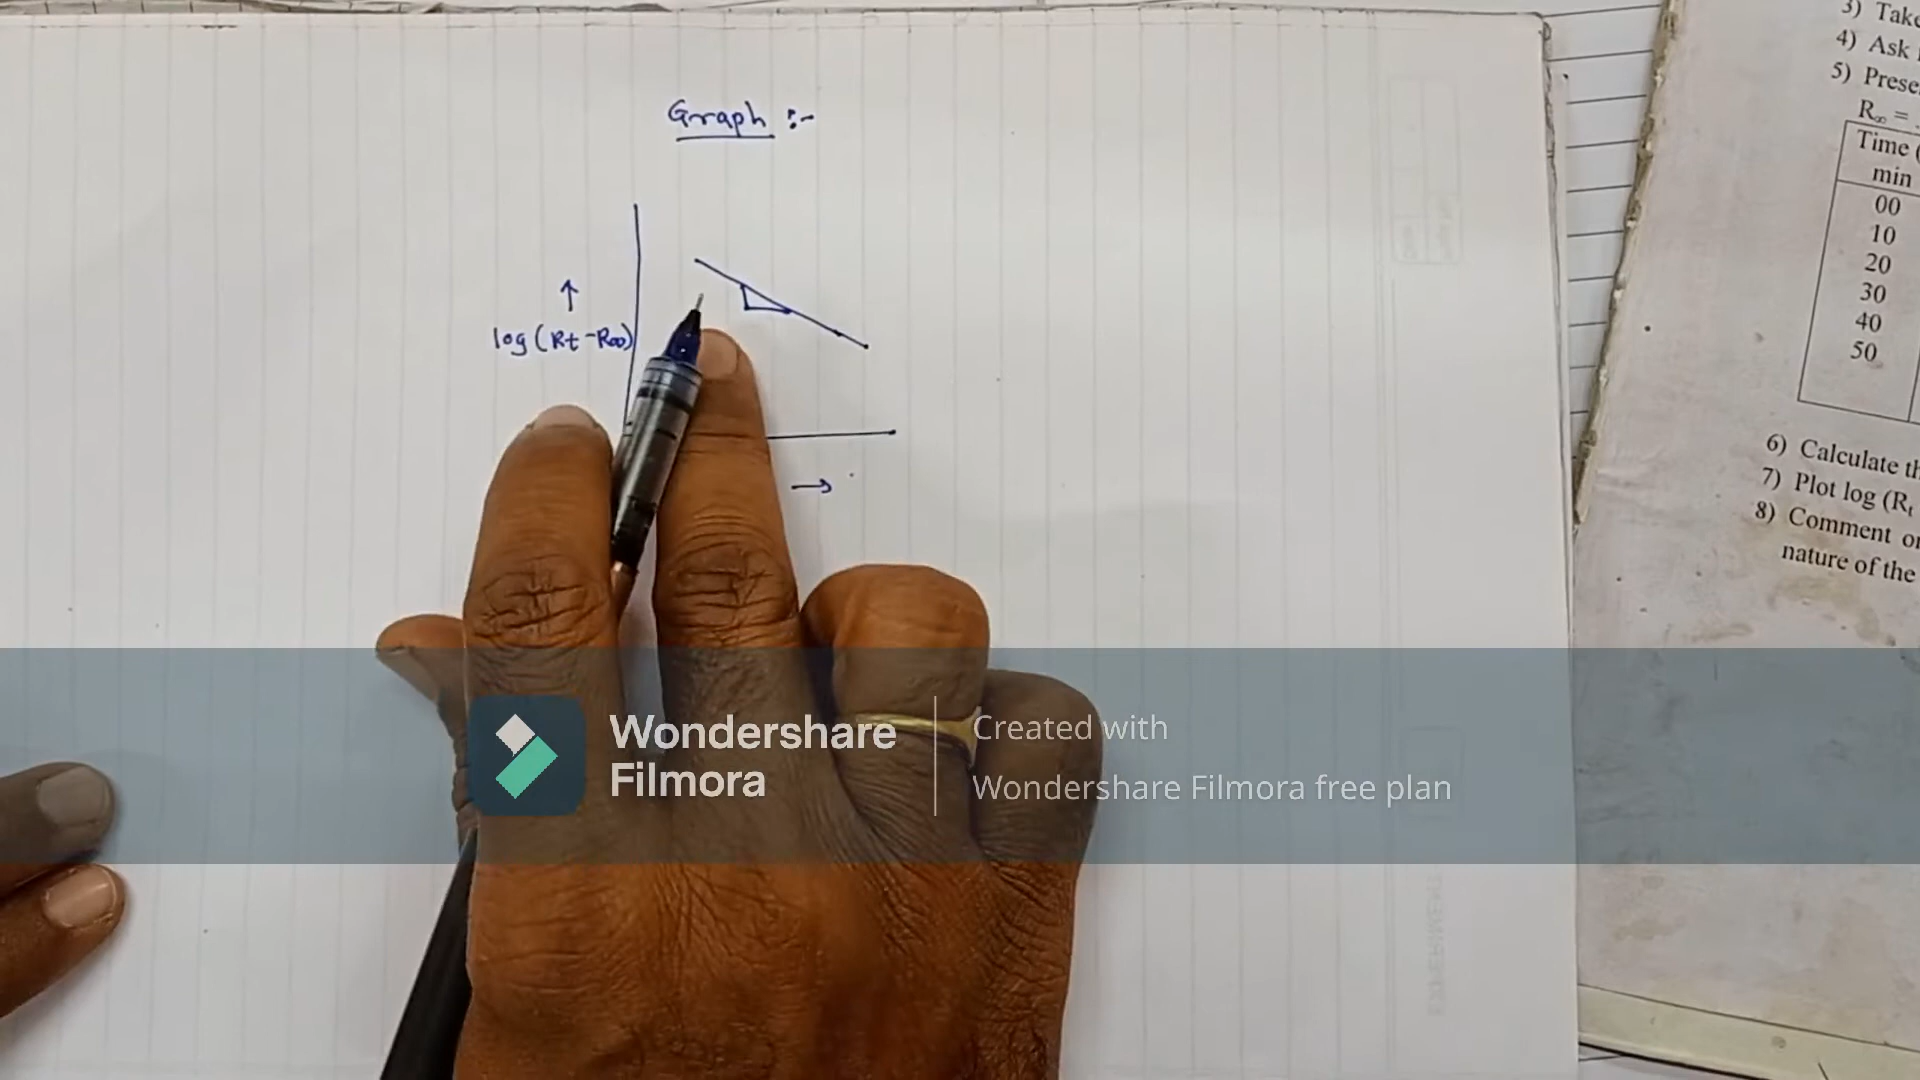 Graph :-
↑
log (Rt - R∞)
→
3) Take
4) Ask
5) Prese
R∞ =
Time (
min
00
10
20
30
40
50
6) Calculate th
7) Plot log (Rt
8) Comment or
nature of the
Wondershare
Filmora
Created with
Wondershare Filmora free plan